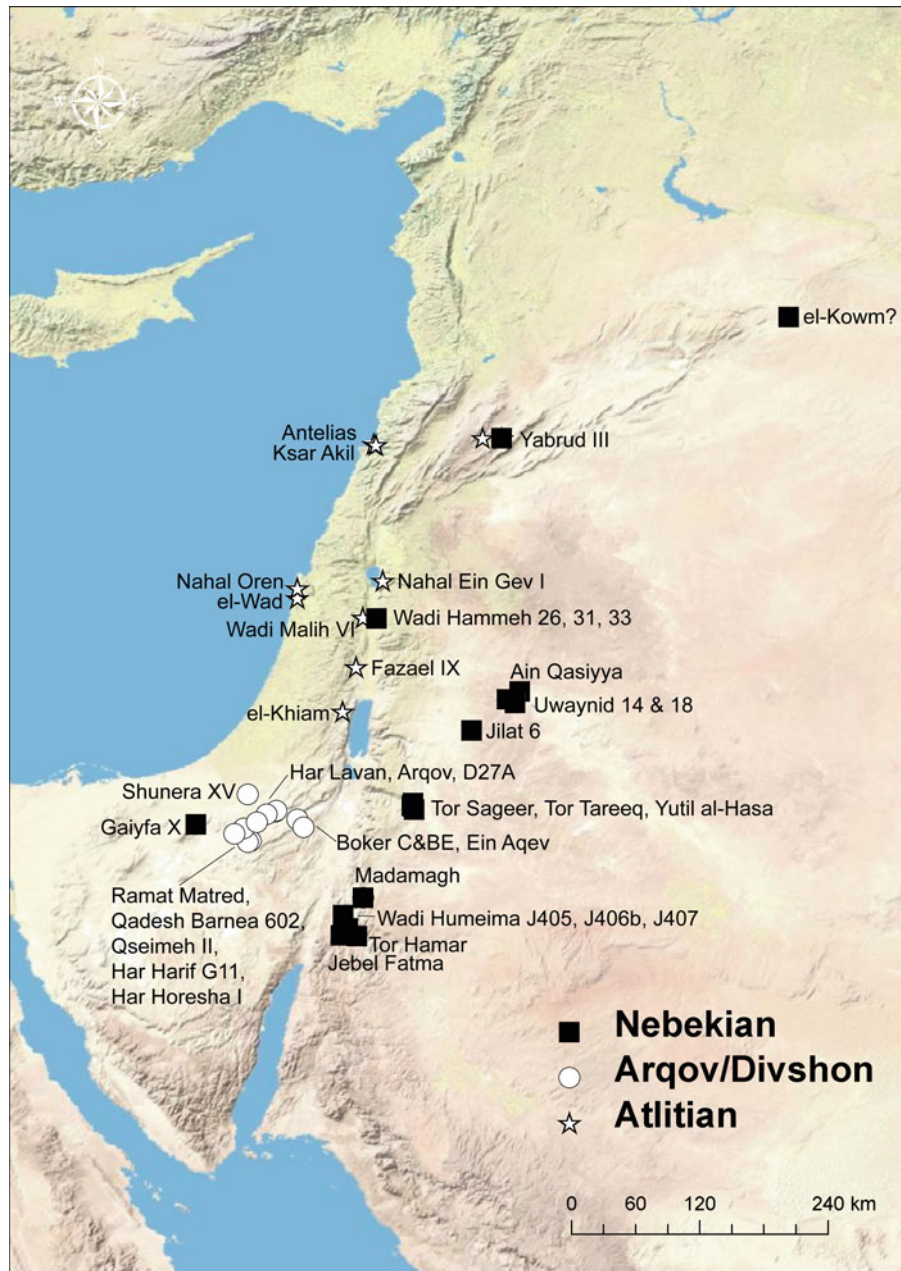 N
W E
S
el-Kowm?
Antelias
Ksar Akil
Yabrud III
Nahal Oren
el-Wad
Nahal Ein Gev I
Wadi Malih VI
Wadi Hammeh 26, 31, 33
Fazael IX
Ain Qasiyya
Uwaynid 14 & 18
el-Khiam
Jilat 6
Har Lavan, Arqov, D27A
Shunera XV
Gaiyfa X
Tor Sageer, Tor Tareeq, Yutil al-Hasa
Boker C&BE, Ein Aqev
Madamagh
Ramat Matred,
Qadesh Barnea 602,
Qseimeh II,
Har Harif G11,
Har Horesha I
Wadi Humeima J405, J406b, J407
Tor Hamar
Jebel Fatma
Nebekian
Arqov/Divshon
Atlitian
0 60 120 240 km